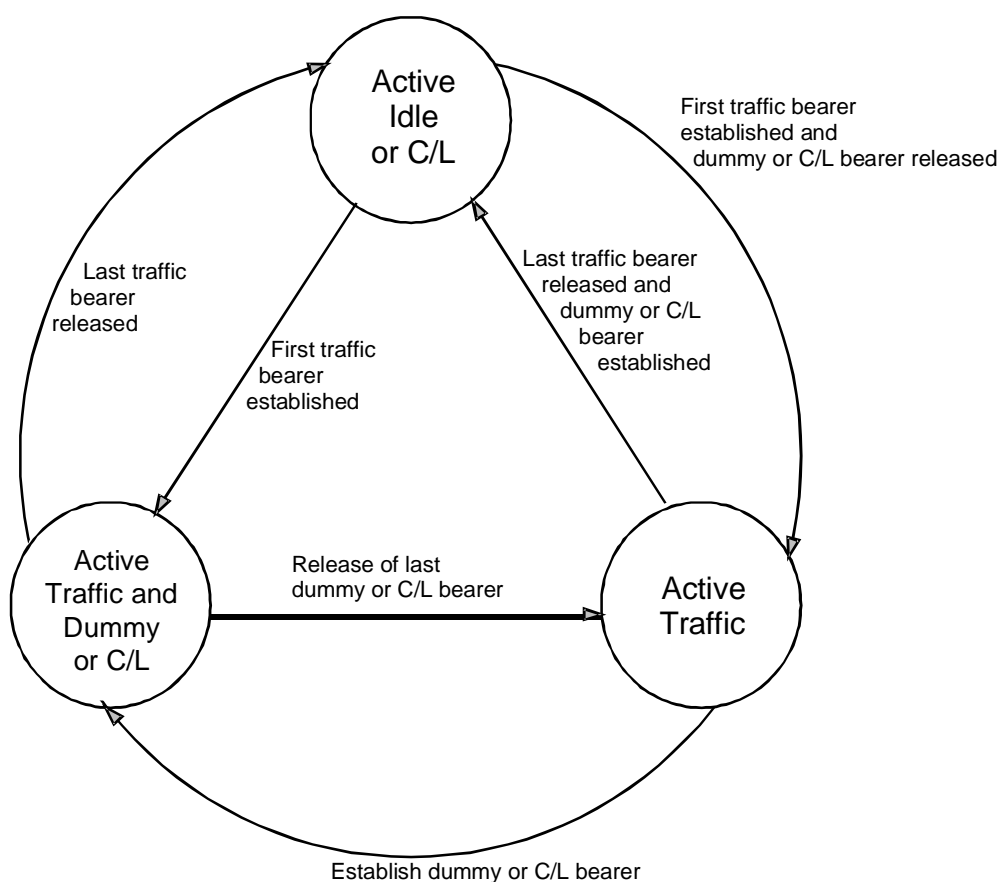 Active
Idle
or C/L
First traffic bearer
established and
dummy or C/L bearer released
Last traffic
bearer
released
Last traffic bearer
released and
dummy or C/L
bearer
established
First traffic
bearer
established
Active
Traffic and
Dummy
or C/L
Release of last
dummy or C/L bearer
Active
Traffic
Establish dummy or C/L bearer